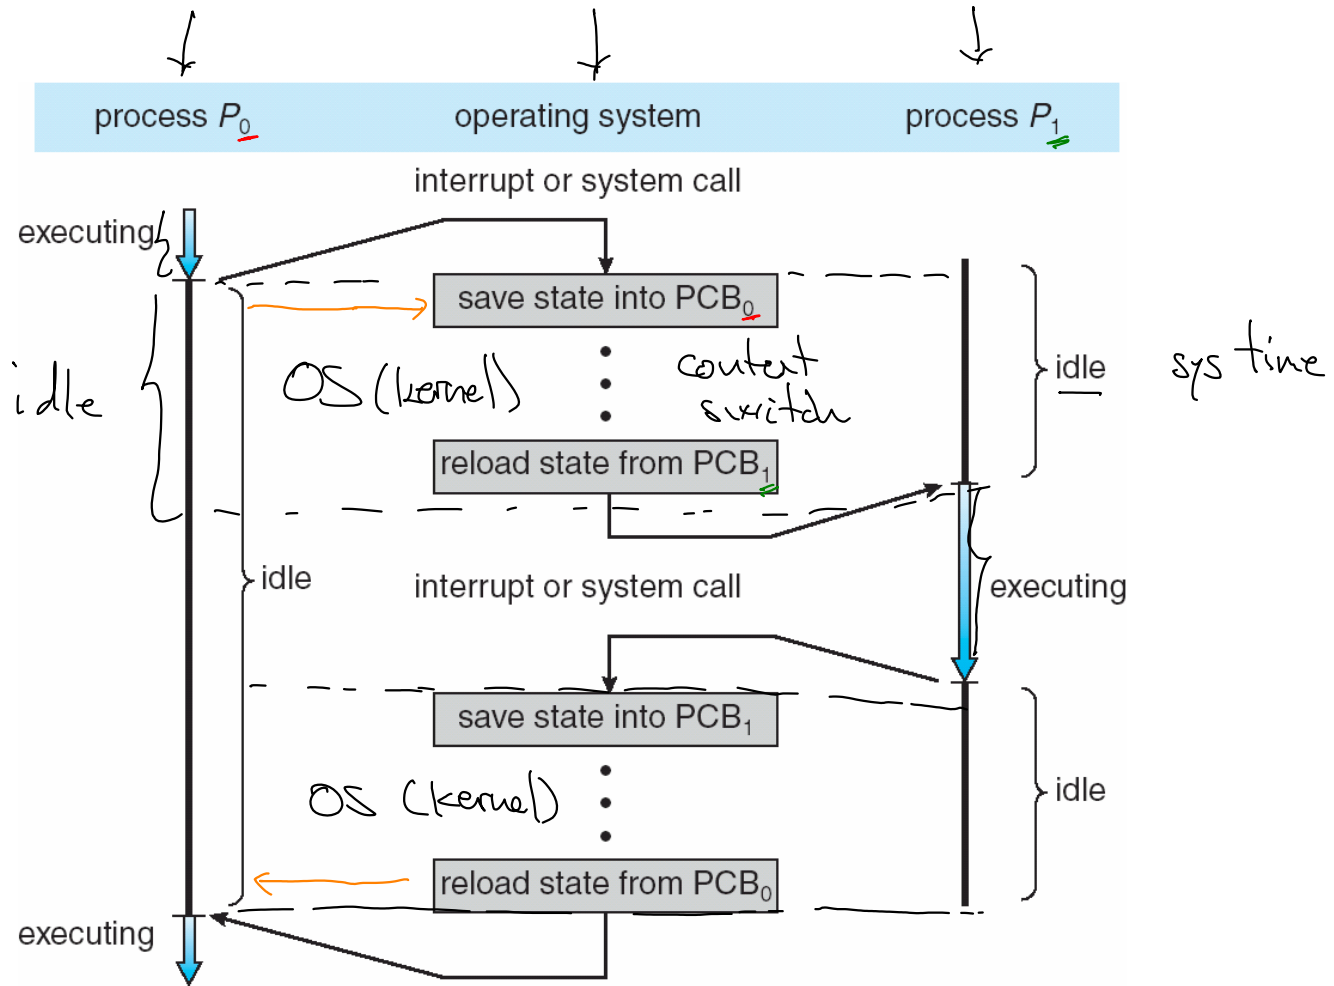 process P0
operating system
process P1
interrupt or system call
executing
save state into PCB0
OS (kernel)
context
switch
idle
idle
sys time
reload state from PCB1
idle
interrupt or system call
executing
save state into PCB1
OS (kernel)
idle
reload state from PCB0
executing